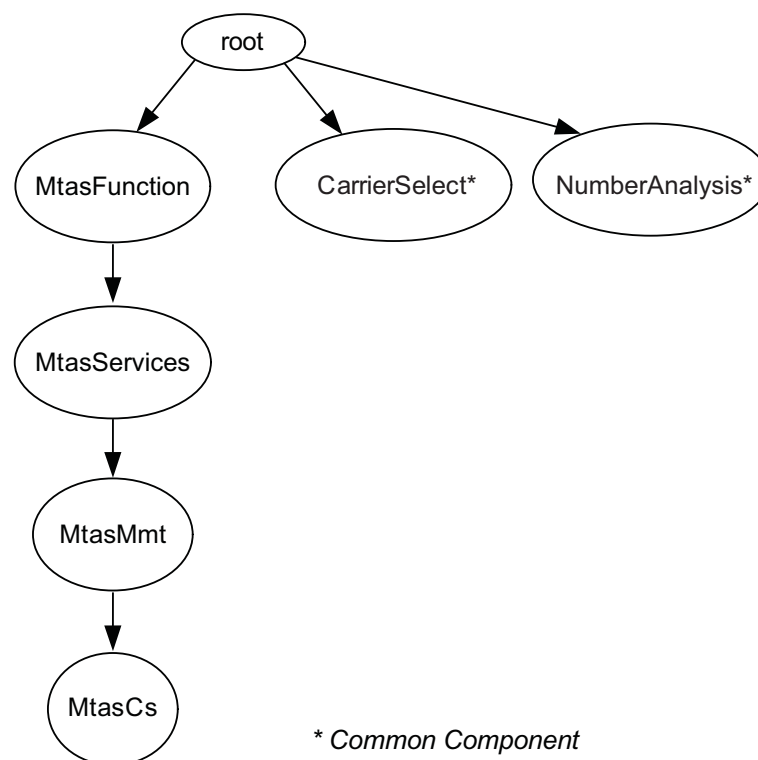 root
MtasFunction
CarrierSelect*
NumberAnalysis*
MtasServices
MtasMmt
MtasCs
* Common Component